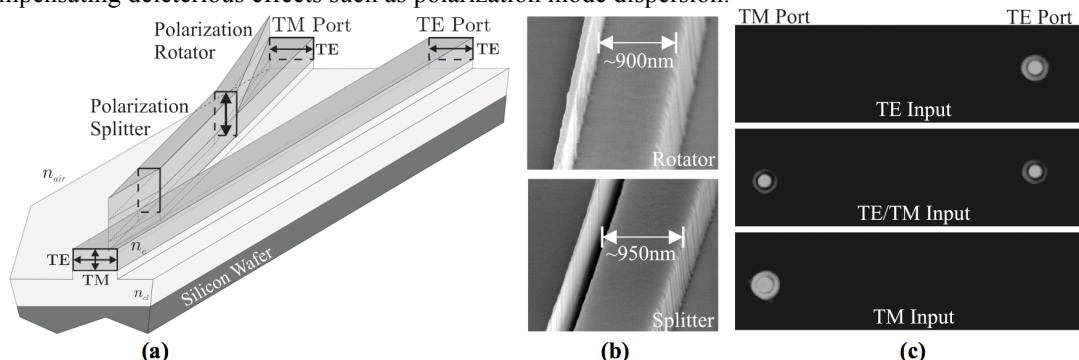 mpensating deleterious effects such as polarization mode dispersion.
Polarization
Rotator
TM Port
TE
TE Port
TE
Polarization
Splitter
n_air
n_c
TE
TM
n_cl
Silicon Wafer
(a)
~900nm
Rotator
~950nm
Splitter
(b)
TM Port
TE Port
TE Input
TE/TM Input
TM Input
(c)